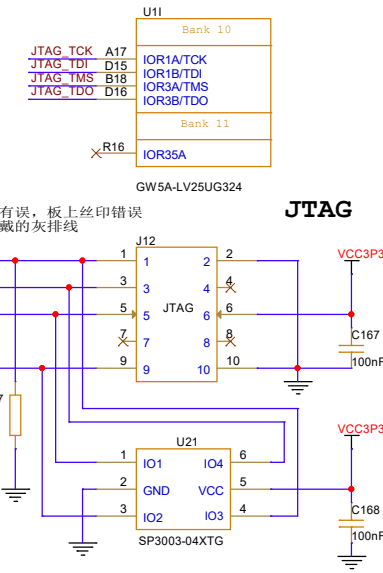 U1I
Bank 10
JTAG_TCK A17 IOR1A/TCK
JTAG_TDI D15 IOR1B/TDI
JTAG_TMS B18 IOR3A/TMS
JTAG_TDO D16 IOR3B/TDO
Bank 11
R16 IOR35A
GW5A-LV25UG324
有误，板上丝印错误
戴的灰排线
JTAG
J12
VCC3P3
1 1 2 2
3 3 4 4
5 5 JTAG 6 6
7 7 8 8
9 9 10 10
C167
100nF
U21
VCC3P3
1 IO1 IO4 6
2 GND VCC 5
3 IO2 IO3 4
SP3003-04XTG
C168
100nF